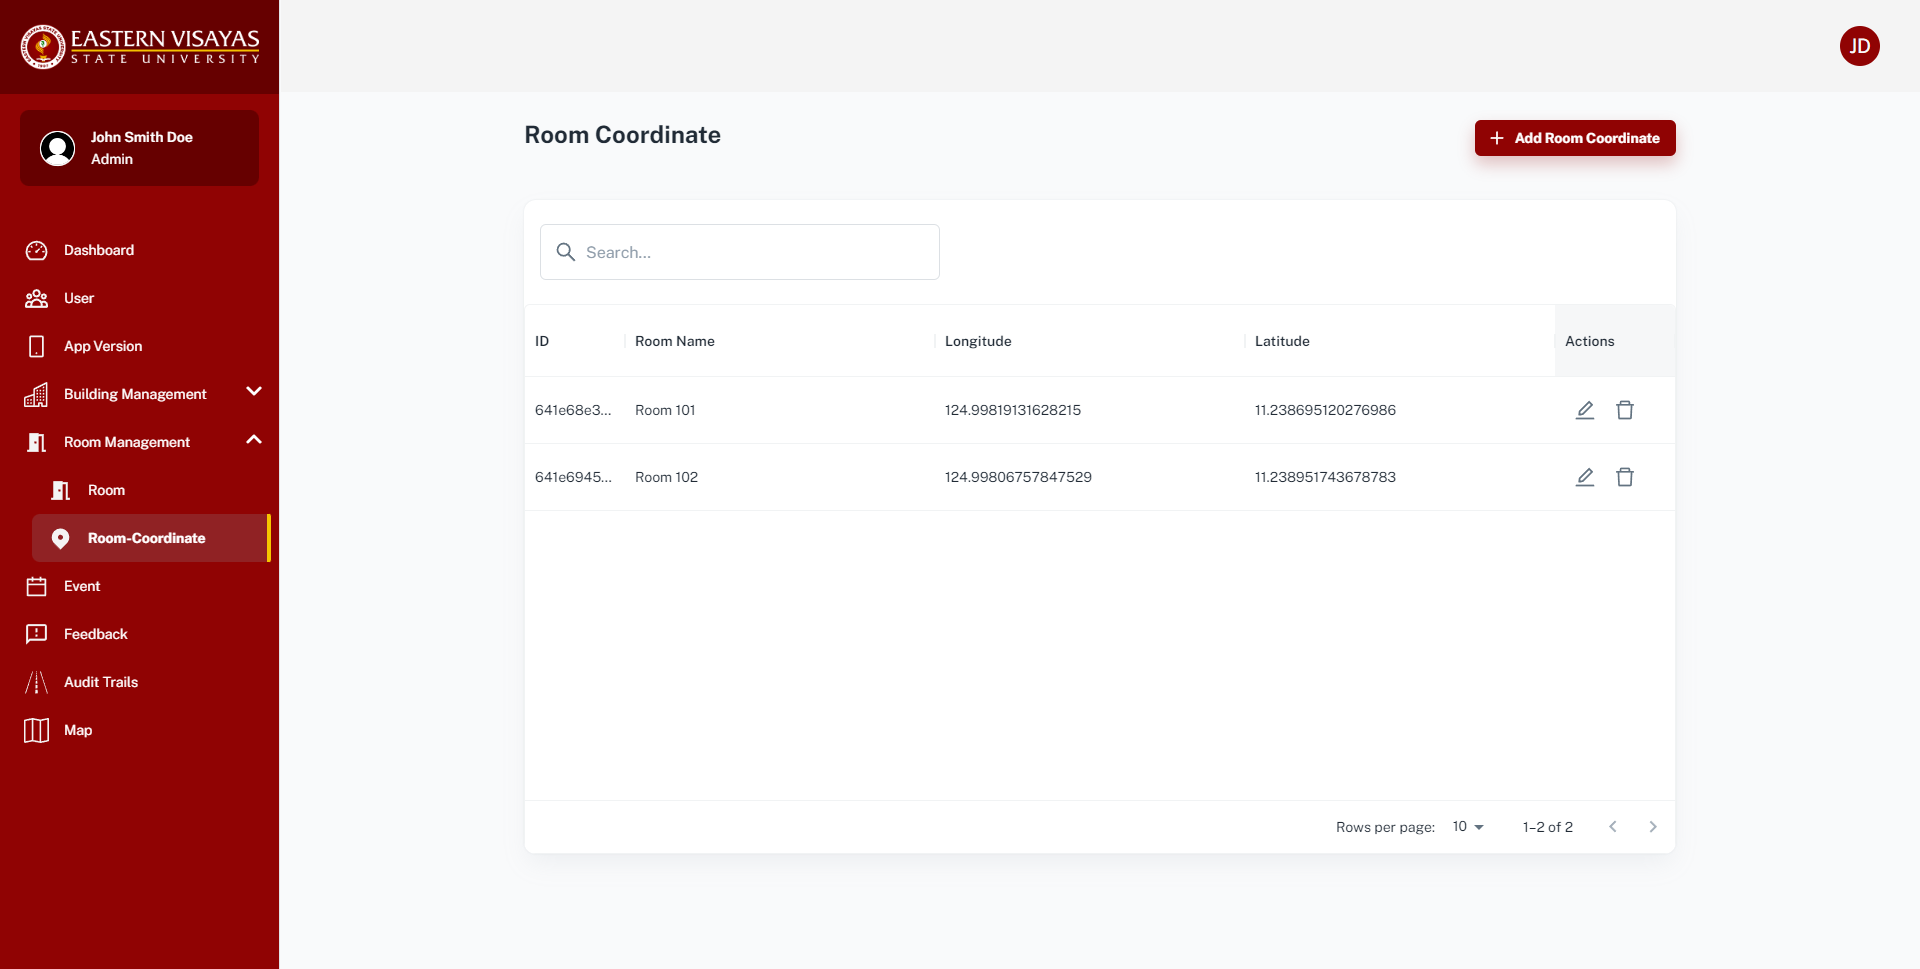 EASTERN VISAYAS
STATE UNIVERSITY
JD
John Smith Doe
Admin
Dashboard
User
App Version
Building Management
Room Management
Room
Room-Coordinate
Event
Feedback
Audit Trails
Map
Room Coordinate
Add Room Coordinate
Search...
ID Room Name Longitude Latitude Actions
641e68e3... Room 101 124.99819131628215 11.238695120276986
641e6945... Room 102 124.99806757847529 11.238951743678783
Rows per page: 10 1–2 of 2